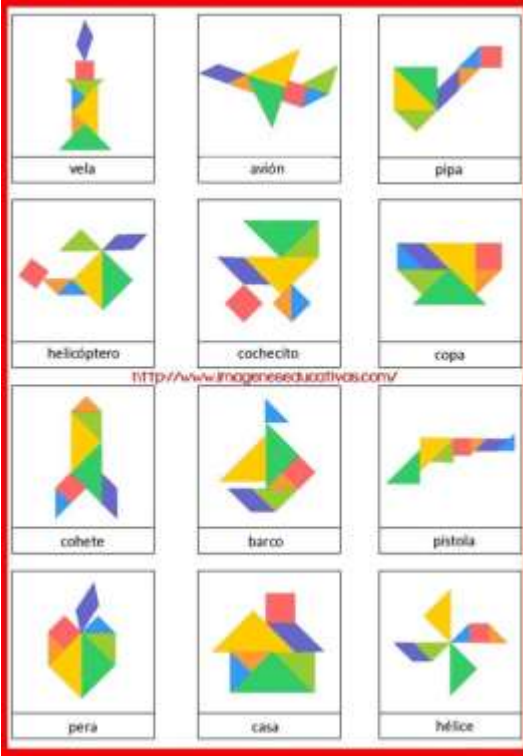 vela
avión
pipa
helicóptero
cochecito
copa
http://www.imageneseducativas.com/
cohete
barco
pistola
pera
casa
hélice